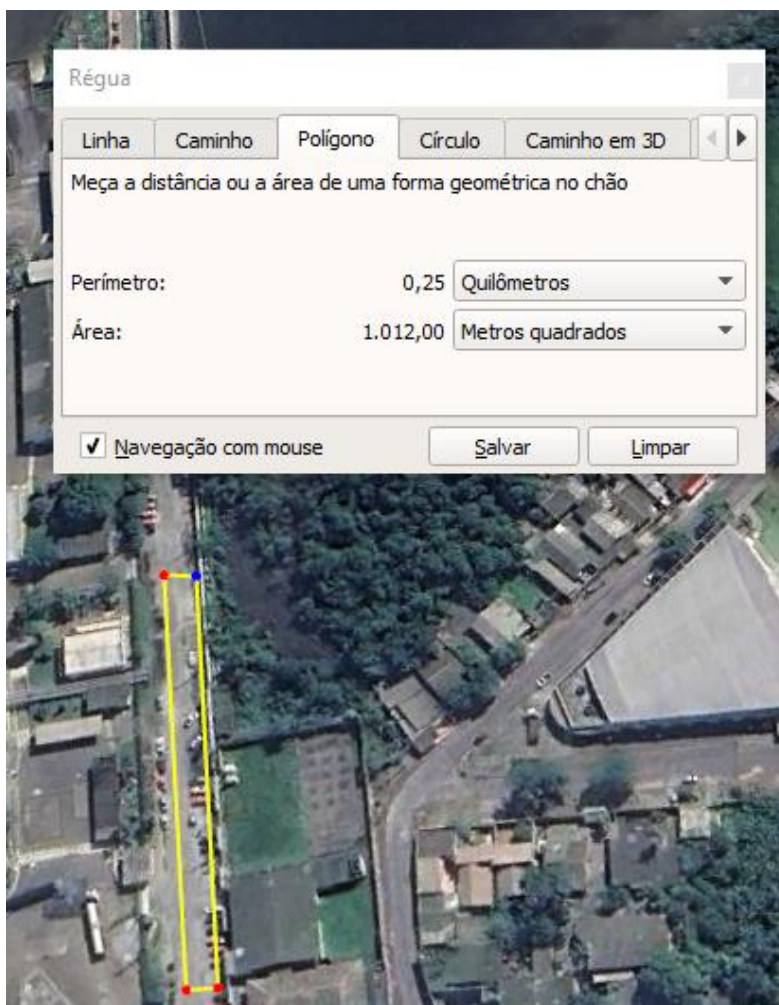 Régua
Linha Caminho Polígono Círculo Caminho em 3D
Meça a distância ou a área de uma forma geométrica no chão
Perímetro: 0,25 Quilômetros
Área: 1.012,00 Metros quadrados
Navegação com mouse Salvar Limpar